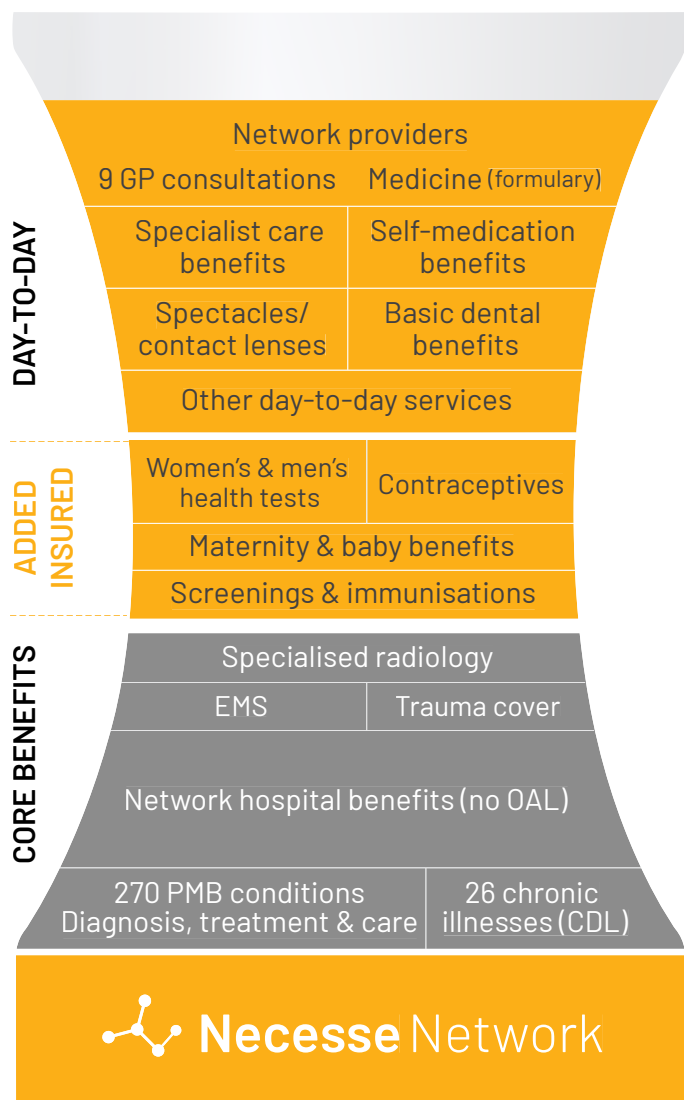 DAY-TO-DAY
Network providers
9 GP consultations
Medicine (formulary)
Specialist care
benefits
Self-medication
benefits
Spectacles/
contact lenses
Basic dental
benefits
Other day-to-day services
ADDED
INSURED
Women's & men's
health tests
Contraceptives
Maternity & baby benefits
Screenings & immunisations
CORE BENEFITS
Specialised radiology
EMS
Trauma cover
Network hospital benefits (no OAL)
270 PMB conditions
Diagnosis, treatment & care
26 chronic
illnesses (CDL)
Necesse Network